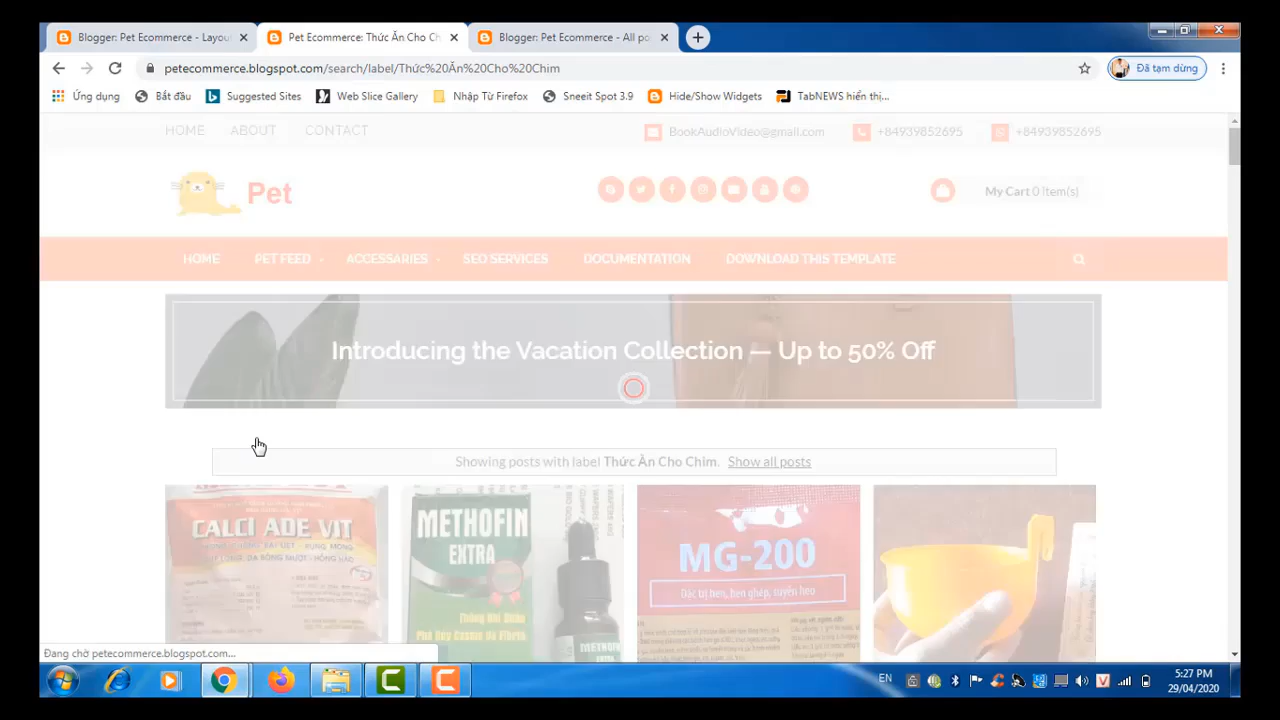 Blogger: Pet Ecommerce - Layou
Pet Ecommerce: Thức Ăn Cho Ch
Blogger: Pet Ecommerce - All po
petecommerce.blogspot.com/search/label/Thức%20Ăn%20Cho%20Chim
Đã tạm dừng
Ứng dụng
Bắt đầu
Suggested Sites
Web Slice Gallery
Nhập Từ Firefox
Sneeit Spot 3.9
Hide/Show Widgets
TabNEWS hiển thị...
HOME ABOUT CONTACT
BookAudioVideo@gmail.com +84939852695 +84939852695
Pet
My Cart 0 Item(s)
HOME PET FEED ACCESSARIES SEO SERVICES DOCUMENTATION DOWNLOAD THIS TEMPLATE
Introducing the Vacation Collection — Up to 50% Off
Showing posts with label Thức Ăn Cho Chim. Show all posts
CALCI ADE VIT
METHOFIN
EXTRA
METHOFIN
MG-200
Đặc bị hen, hen ghép, tuyến heo
Đang chờ petecommerce.blogspot.com...
EN
5:27 PM
29/04/2020